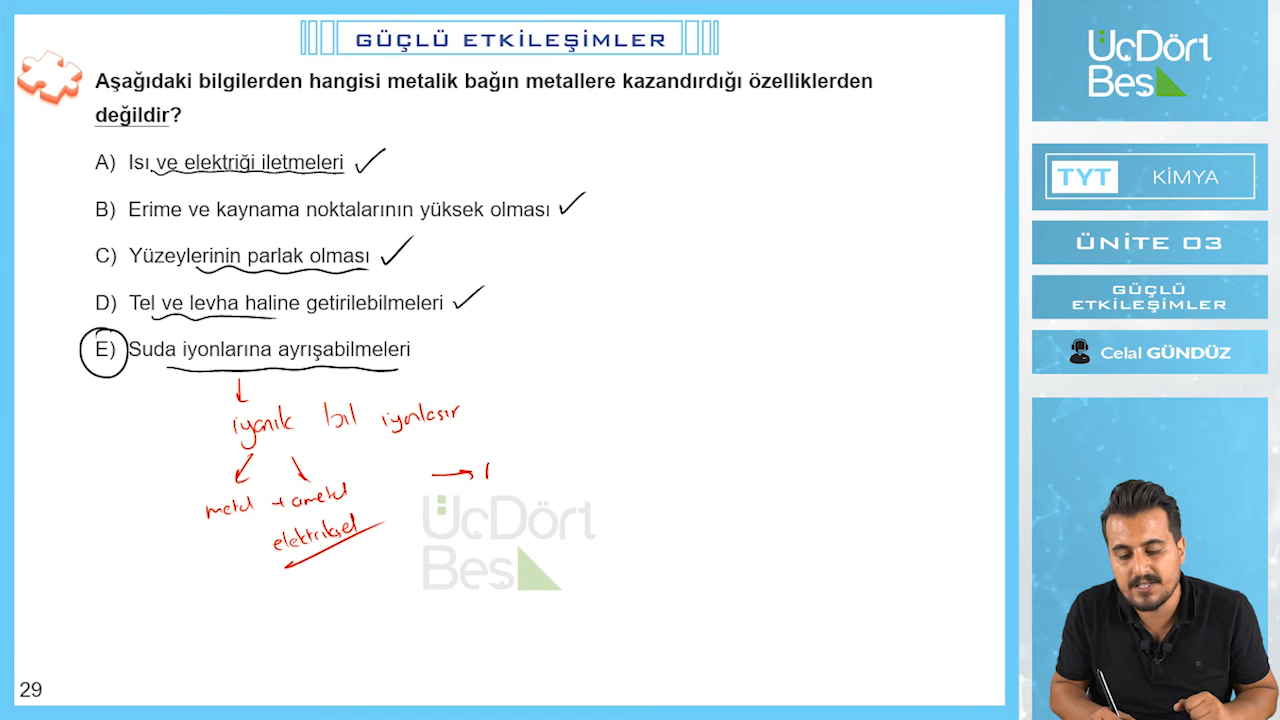 GÜÇLÜ ETKİLEŞİMLER
Aşağıdaki bilgilerden hangisi metalik bağın metallere kazandırdığı özelliklerden
değildir?
A) Isı ve elektriği iletmeleri
B) Erime ve kaynama noktalarının yüksek olması
C) Yüzeylerinin parlak olması
D) Tel ve levha haline getirilebilmeleri
E) Suda iyonlarına ayrışabilmeleri
iyonik bil iyonlaşır
metal + ametal
elektriksel
ÜçDört
Beş
29
ÜçDört
Beş
TYT KİMYA
ÜNİTE 03
GÜÇLÜ
ETKİLEŞİMLER
Celal GÜNDÜZ